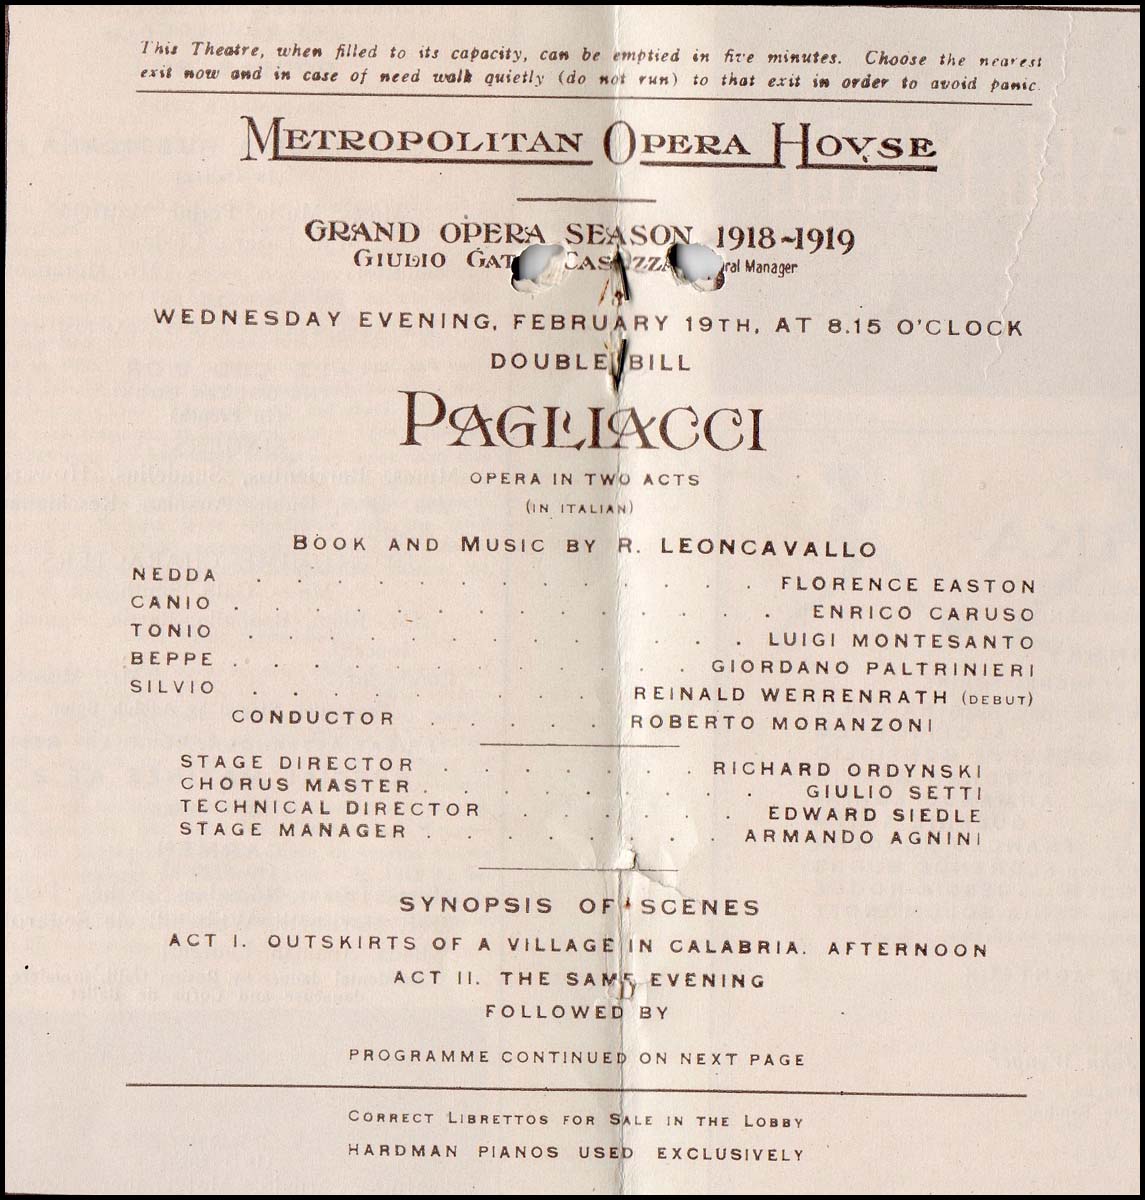 This Theatre, when filled to its capacity, can be emptied in five minutes. Choose the nearest
exit now and in case of need walk quietly (do not run) to that exit in order to avoid panic.
METROPOLITAN OPERA HOVSE
GRAND OPERA SEASON 1918-1919
GIULIO Manager
WEDNESDAY EVENING, FEBRUARY 19TH, AT 8.15 O'CLOCK
DOUBLE BILL
PAGLIACCI
OPERA IN TWO ACTS
(IN ITALIAN)
BOOK AND MUSIC BY R. LEONCAVALLO
NEDDA . . . . . . . . . . FLORENCE EASTON
CANIO . . . . . . . . . . ENRICO CARUSO
TONIO . . . . . . . . . . LUIGI MONTESANTO
BEPPE . . . . . . . . . . GIORDANO PALTRINIERI
SILVIO . . . . . . . . REINALD WERRENRATH (DEBUT)
CONDUCTOR . . . . . ROBERTO MORANZONI
STAGE DIRECTOR . . . . . . . RICHARD ORDYNSKI
CHORUS MASTER . . . . . . . . GIULIO SETTI
TECHNICAL DIRECTOR . . . . . . EDWARD SIEDLE
STAGE MANAGER . . . . . . ARMANDO AGNINI
SYNOPSIS OF SCENES
ACT I. OUTSKIRTS OF A VILLAGE IN CALABRIA. AFTERNOON
ACT II. THE SAME EVENING
FOLLOWED BY
PROGRAMME CONTINUED ON NEXT PAGE
CORRECT LIBRETTOS FOR SALE IN THE LOBBY
HARDMAN PIANOS USED EXCLUSIVELY